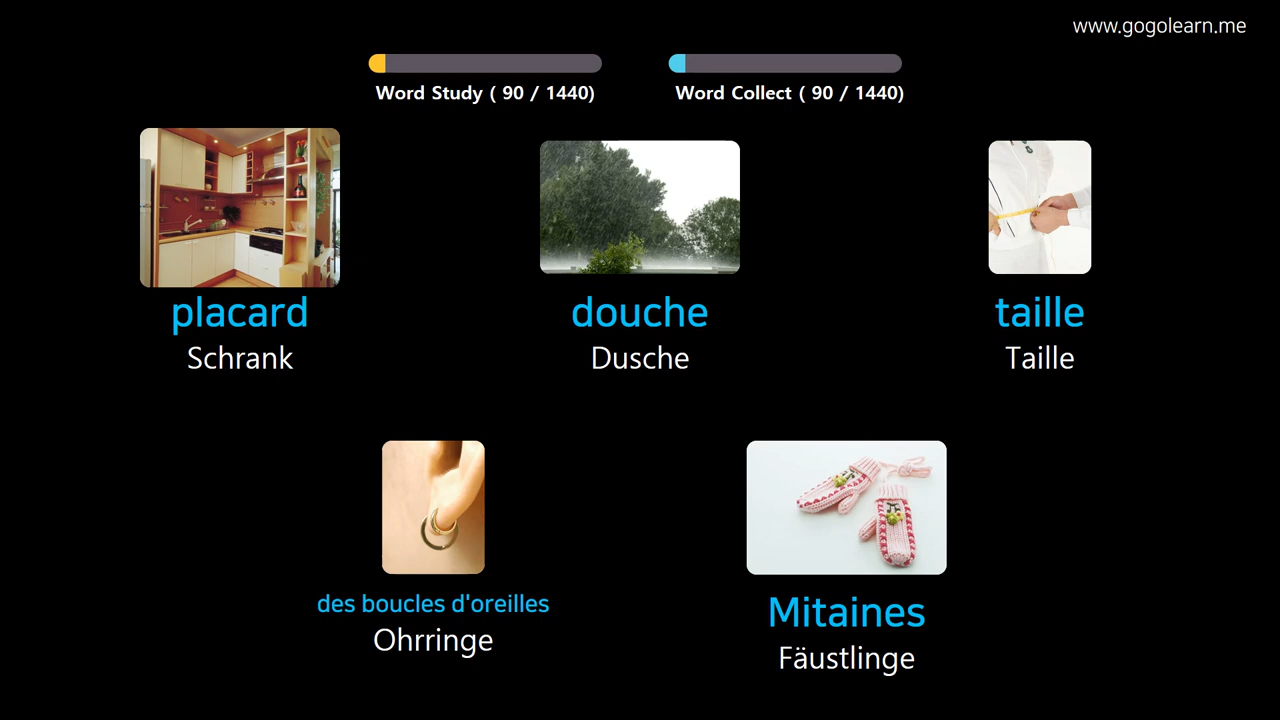 www.gogolearn.me
Word Study ( 90 / 1440)
Word Collect ( 90 / 1440)
placard
Schrank
douche
Dusche
taille
Taille
des boucles d'oreilles
Ohrringe
Mitaines
Fäustlinge